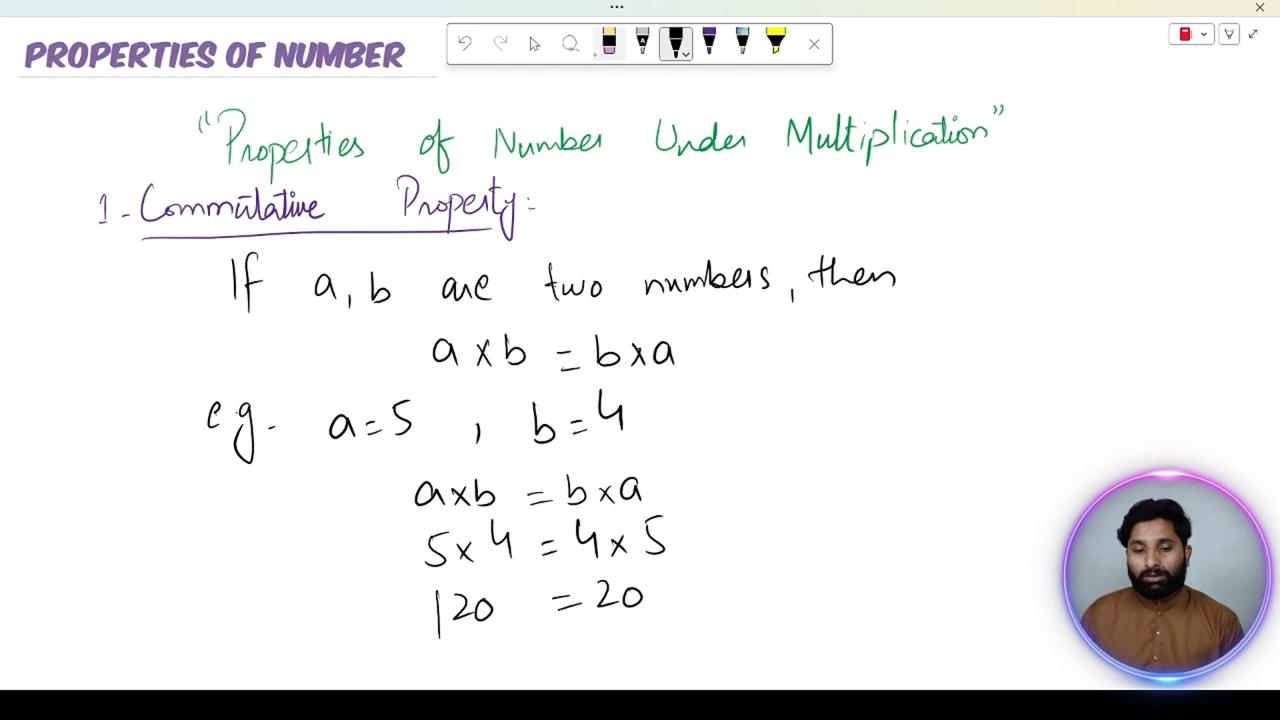 PROPERTIES OF NUMBER
"Properties of Number Under Multiplication"
1- Commutative Property:
If a, b are two numbers, then
a × b = b × a
eg. a = 5 , b = 4
a × b = b × a
5 × 4 = 4 × 5
|20 = 20